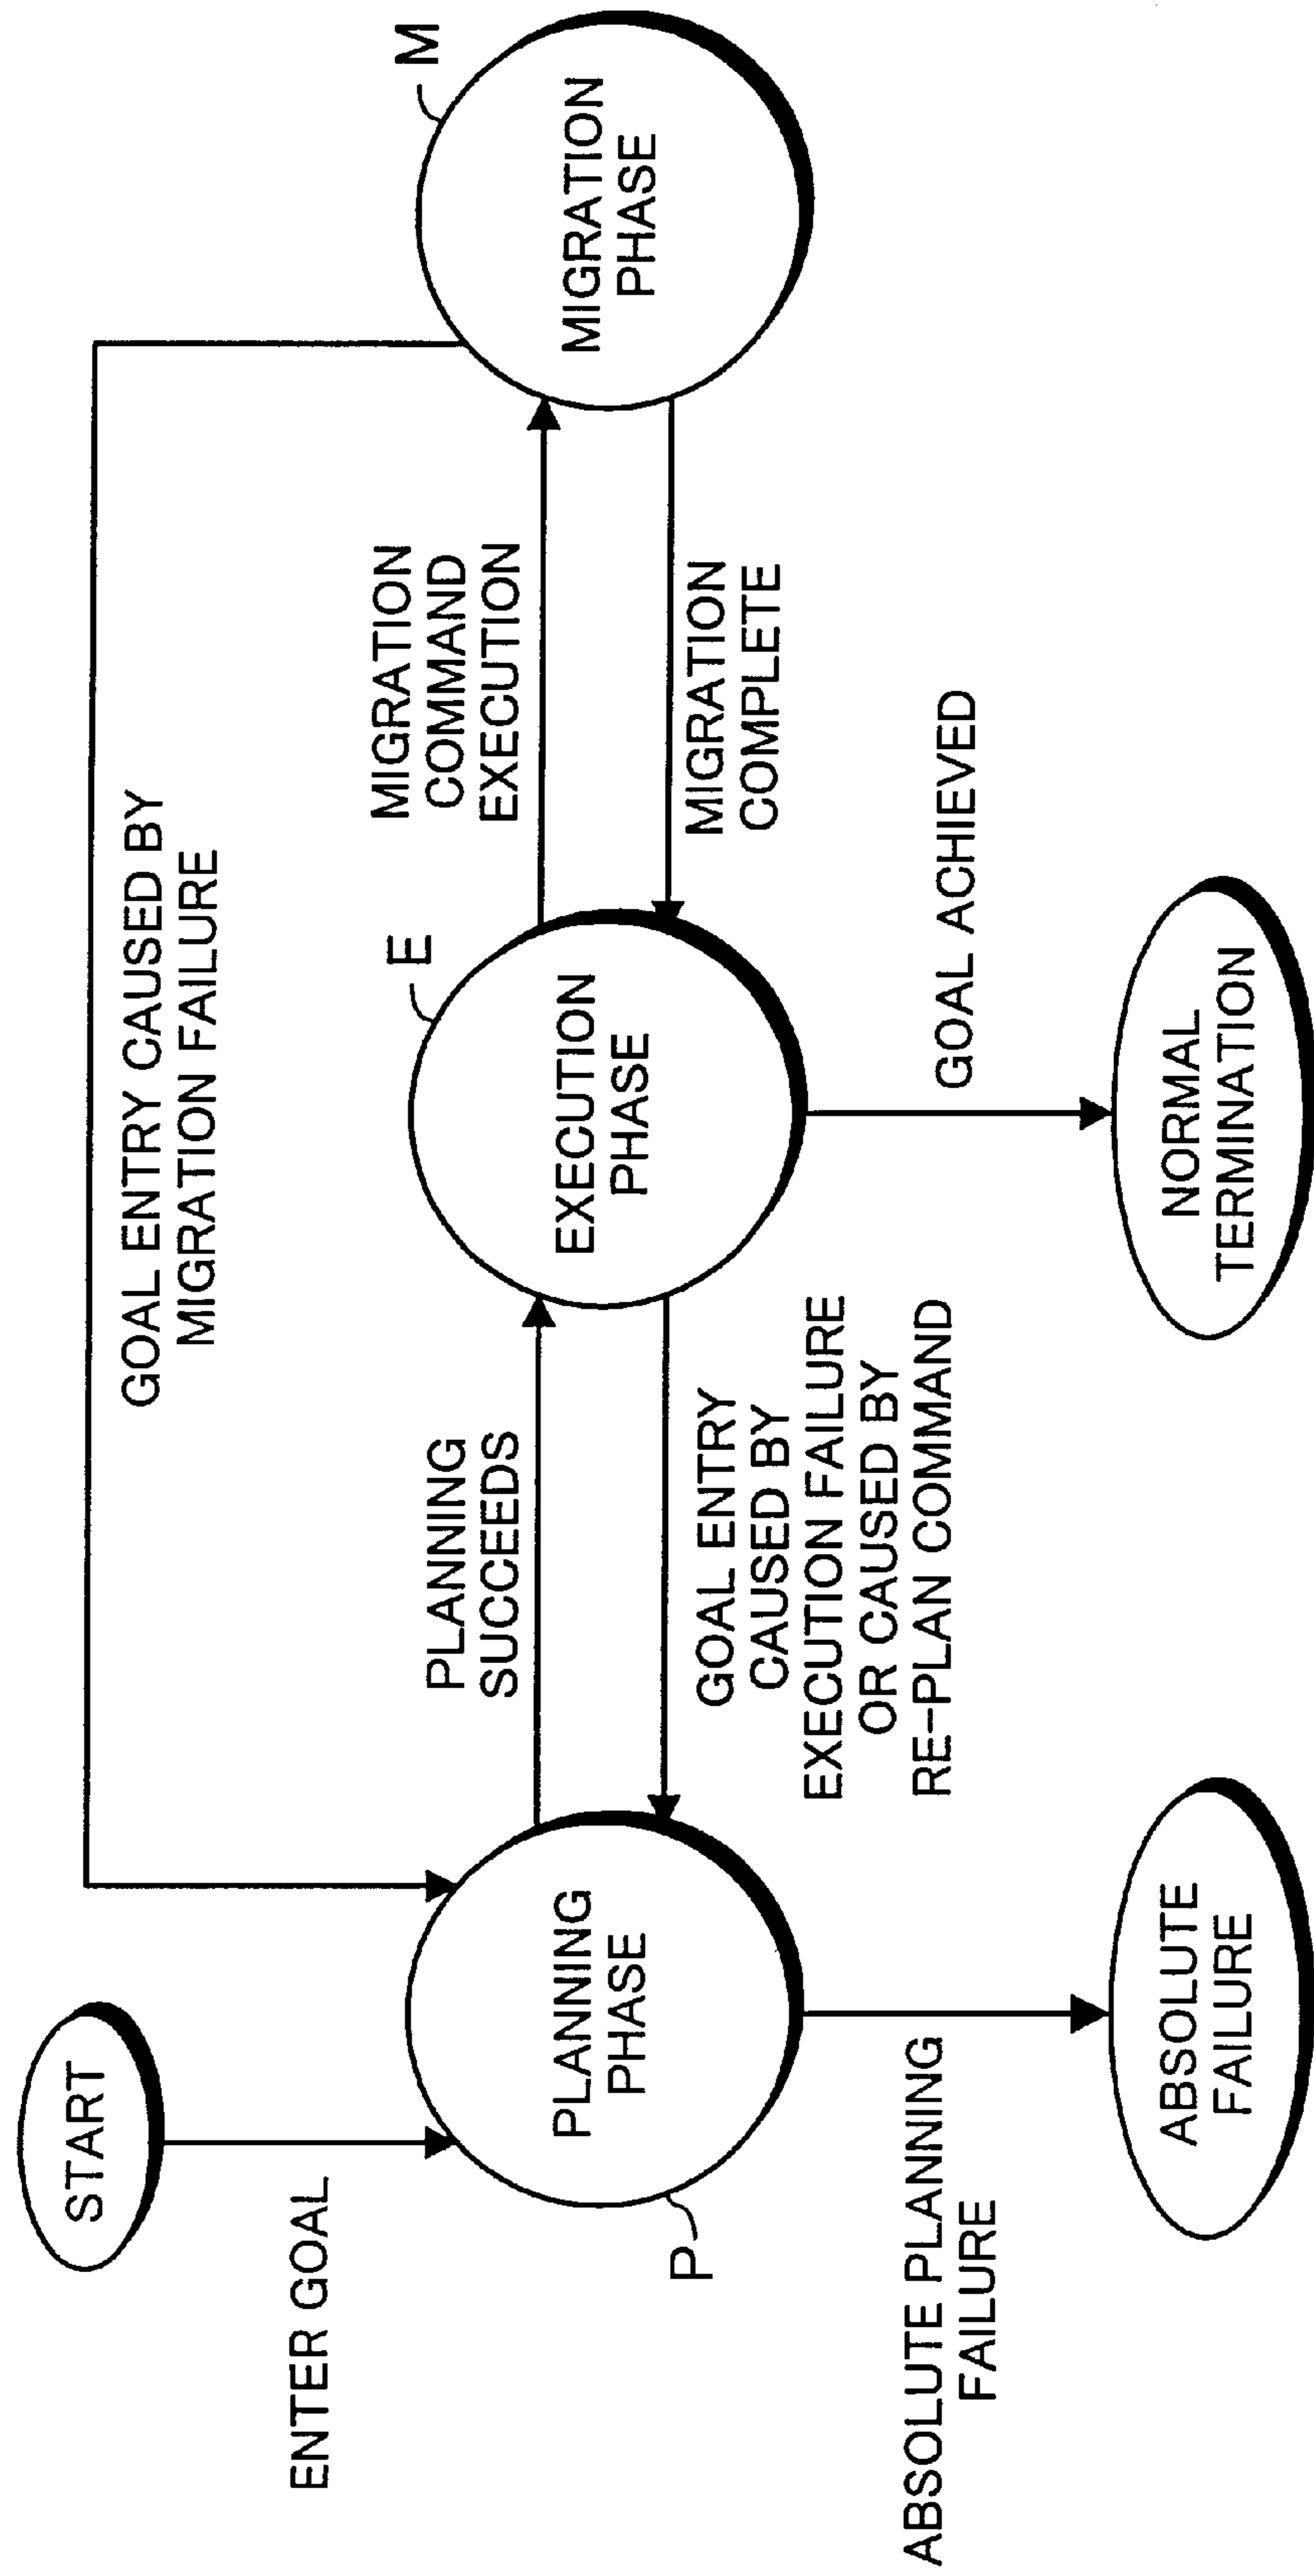 START
ENTER GOAL
GOAL ENTRY CAUSED BY
MIGRATION FAILURE
P
PLANNING
PHASE
PLANNING
SUCCEEDS
GOAL ENTRY
CAUSED BY
EXECUTION FAILURE
OR CAUSED BY
RE-PLAN COMMAND
E
EXECUTION
PHASE
MIGRATION
COMMAND
EXECUTION
MIGRATION
COMPLETE
M
MIGRATION
PHASE
ABSOLUTE PLANNING
FAILURE
GOAL ACHIEVED
ABSOLUTE
FAILURE
NORMAL
TERMINATION